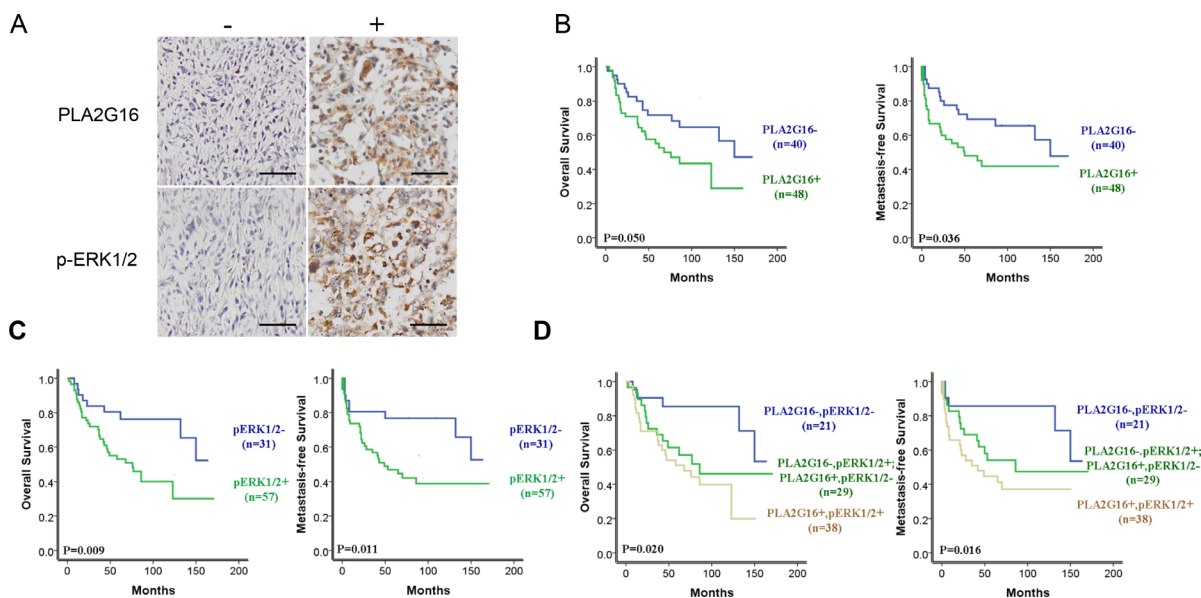 A
-
+
PLA2G16
p-ERK1/2
B
Overall Survival
1.0
0.8
0.6
0.4
0.2
0.0
0
50
100
150
200
Months
P=0.050
PLA2G16-
(n=40)
PLA2G16+
(n=48)
Metastasis-free Survival
1.0
0.8
0.6
0.4
0.2
0.0
0
50
100
150
200
Months
P=0.036
PLA2G16-
(n=40)
PLA2G16+
(n=48)
C
Overall Survival
1.0
0.8
0.6
0.4
0.2
0.0
0
50
100
150
200
Months
P=0.009
pERK1/2-
(n=31)
pERK1/2+
(n=57)
Metastasis-free Survival
1.0
0.8
0.6
0.4
0.2
0.0
0
50
100
150
200
Months
P=0.011
pERK1/2-
(n=31)
pERK1/2+
(n=57)
D
Overall Survival
1.0
0.8
0.6
0.4
0.2
0.0
0
50
100
150
200
Months
P=0.020
PLA2G16-,pERK1/2-
(n=21)
PLA2G16-,pERK1/2+;
PLA2G16+,pERK1/2-
(n=29)
PLA2G16+,pERK1/2+
(n=38)
Metastasis-free Survival
1.0
0.8
0.6
0.4
0.2
0.0
0
50
100
150
200
Months
P=0.016
PLA2G16-,pERK1/2-
(n=21)
PLA2G16-,pERK1/2+;
PLA2G16+,pERK1/2-
(n=29)
PLA2G16+,pERK1/2+
(n=38)